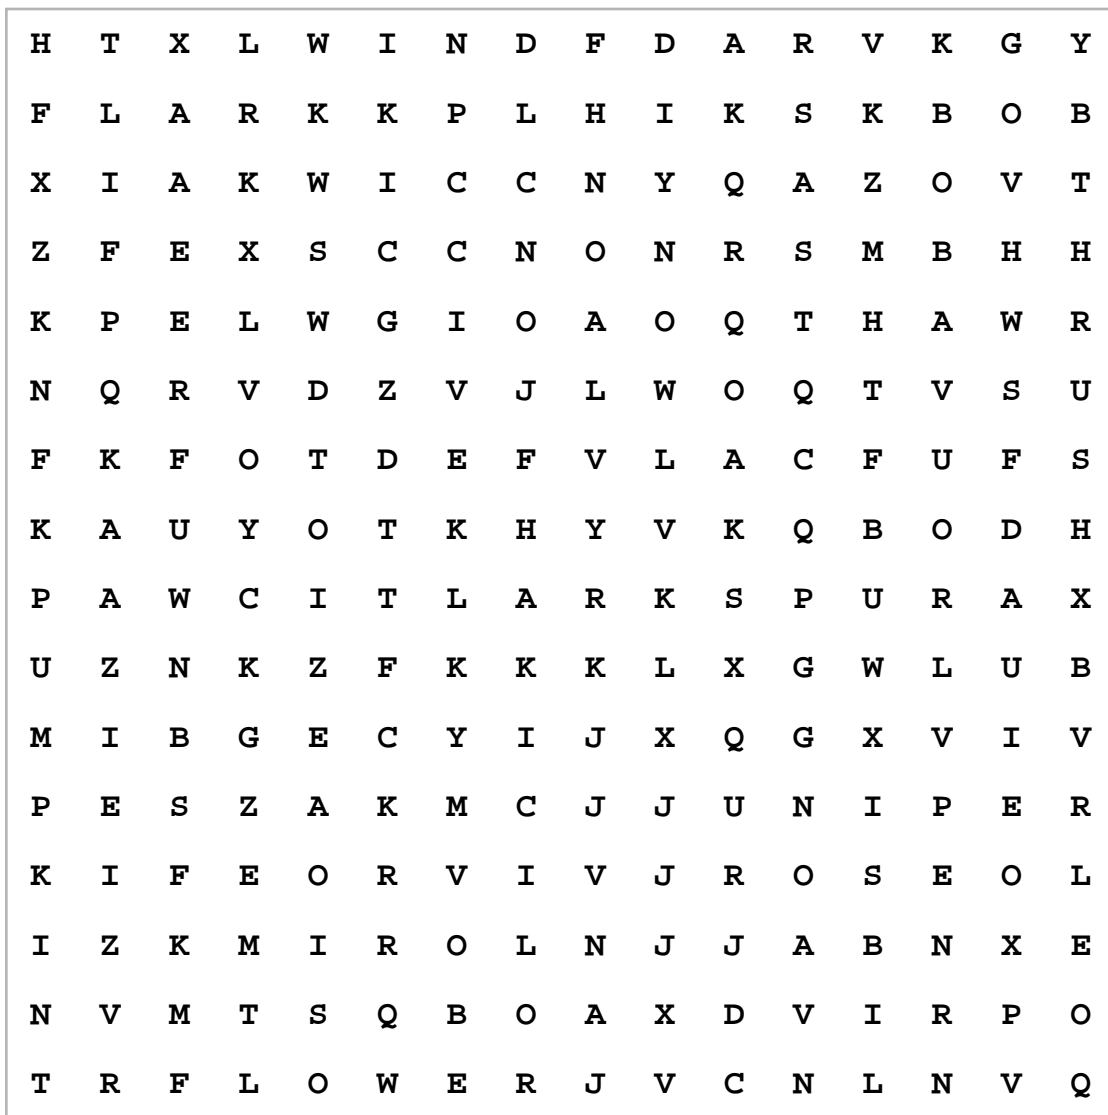 H T X L W I N D F D A R V K G Y
F L A R K K P L H I K S K B O B
X I A K W I C C N Y Q A Z O V T
Z F E X S C C N O N R S M B H H
K P E L W G I O A O Q T H A W R
N Q R V D Z V J L W O Q T V S U
F K F O T D E F V L A C F U F S
K A U Y O T K H Y V K Q B O D H
P A W C I T L A R K S P U R A X
U Z N K Z F K K K L X G W L U B
M I B G E C Y I J X Q G X V I V
P E S Z A K M C J J U N I P E R
K I F E O R V I V J R O S E O L
I Z K M I R O L N J J A B N X E
N V M T S Q B O A X D V I R P O
T R F L O W E R J V C N L N V Q